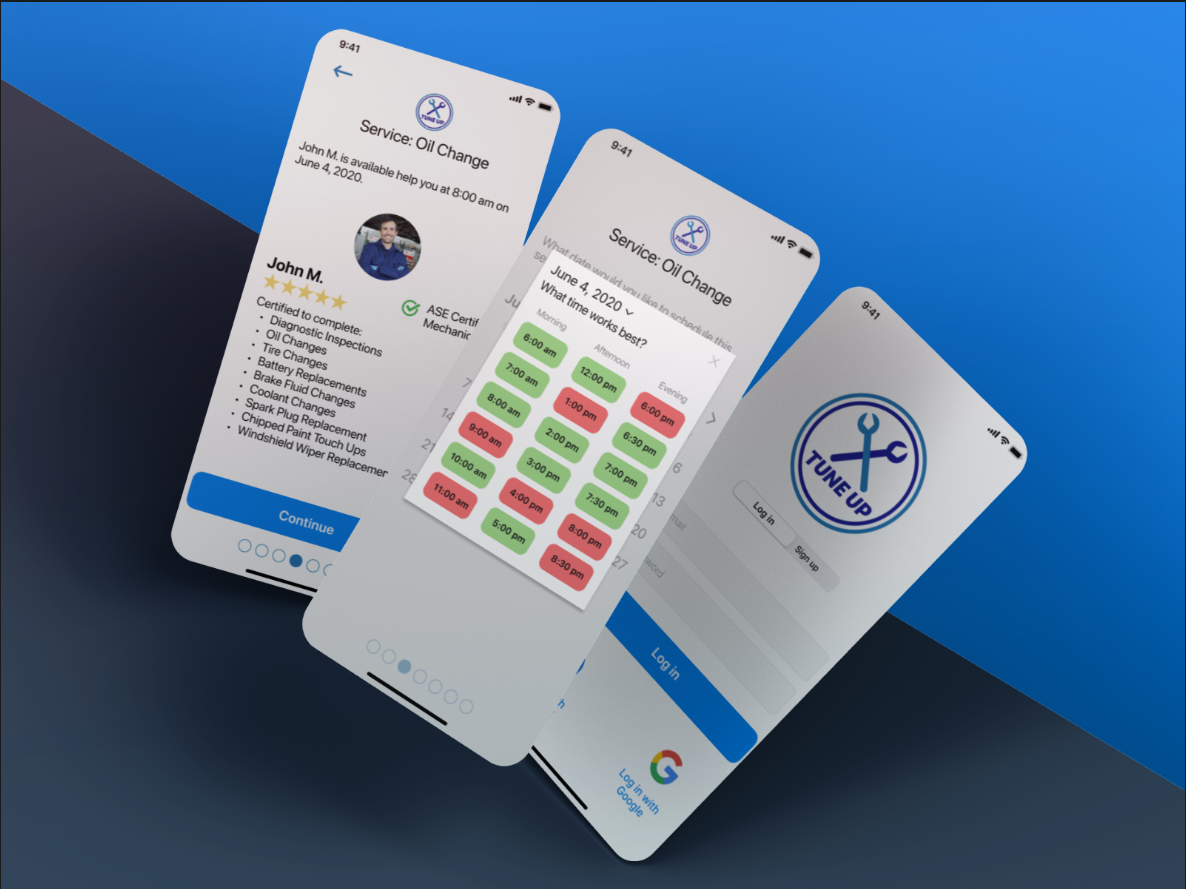 9:41
TUNE UP
Service: Oil Change
John M. is available help you at 8:00 am on
June 4, 2020.
John M.
ASE Certif
Mechanic
Certified to complete:
• Diagnostic Inspections
• Oil Changes
• Tire Changes
• Battery Replacements
• Brake Fluid Changes
• Coolant Changes
• Spark Plug Replacement
• Chipped Paint Touch Ups
• Windshield Wiper Replacemen
Continue
9:41
TUNE UP
Service: Oil Change
What date would you like to schedule this
se
Ju
June 4, 2020
What time works best?
Morning
Afternoon
Evening
6:00 am
7:00 am
8:00 am
9:00 am
10:00 am
11:00 am
12:00 pm
1:00 pm
2:00 pm
3:00 pm
4:00 pm
5:00 pm
6:00 pm
6:30 pm
7:00 pm
7:30 pm
8:00 pm
8:30 pm
7
14
21
28
6
13
20
27
9:41
TUNE UP
Log in
Sign up
mail
word
Log in
Log in with
Google